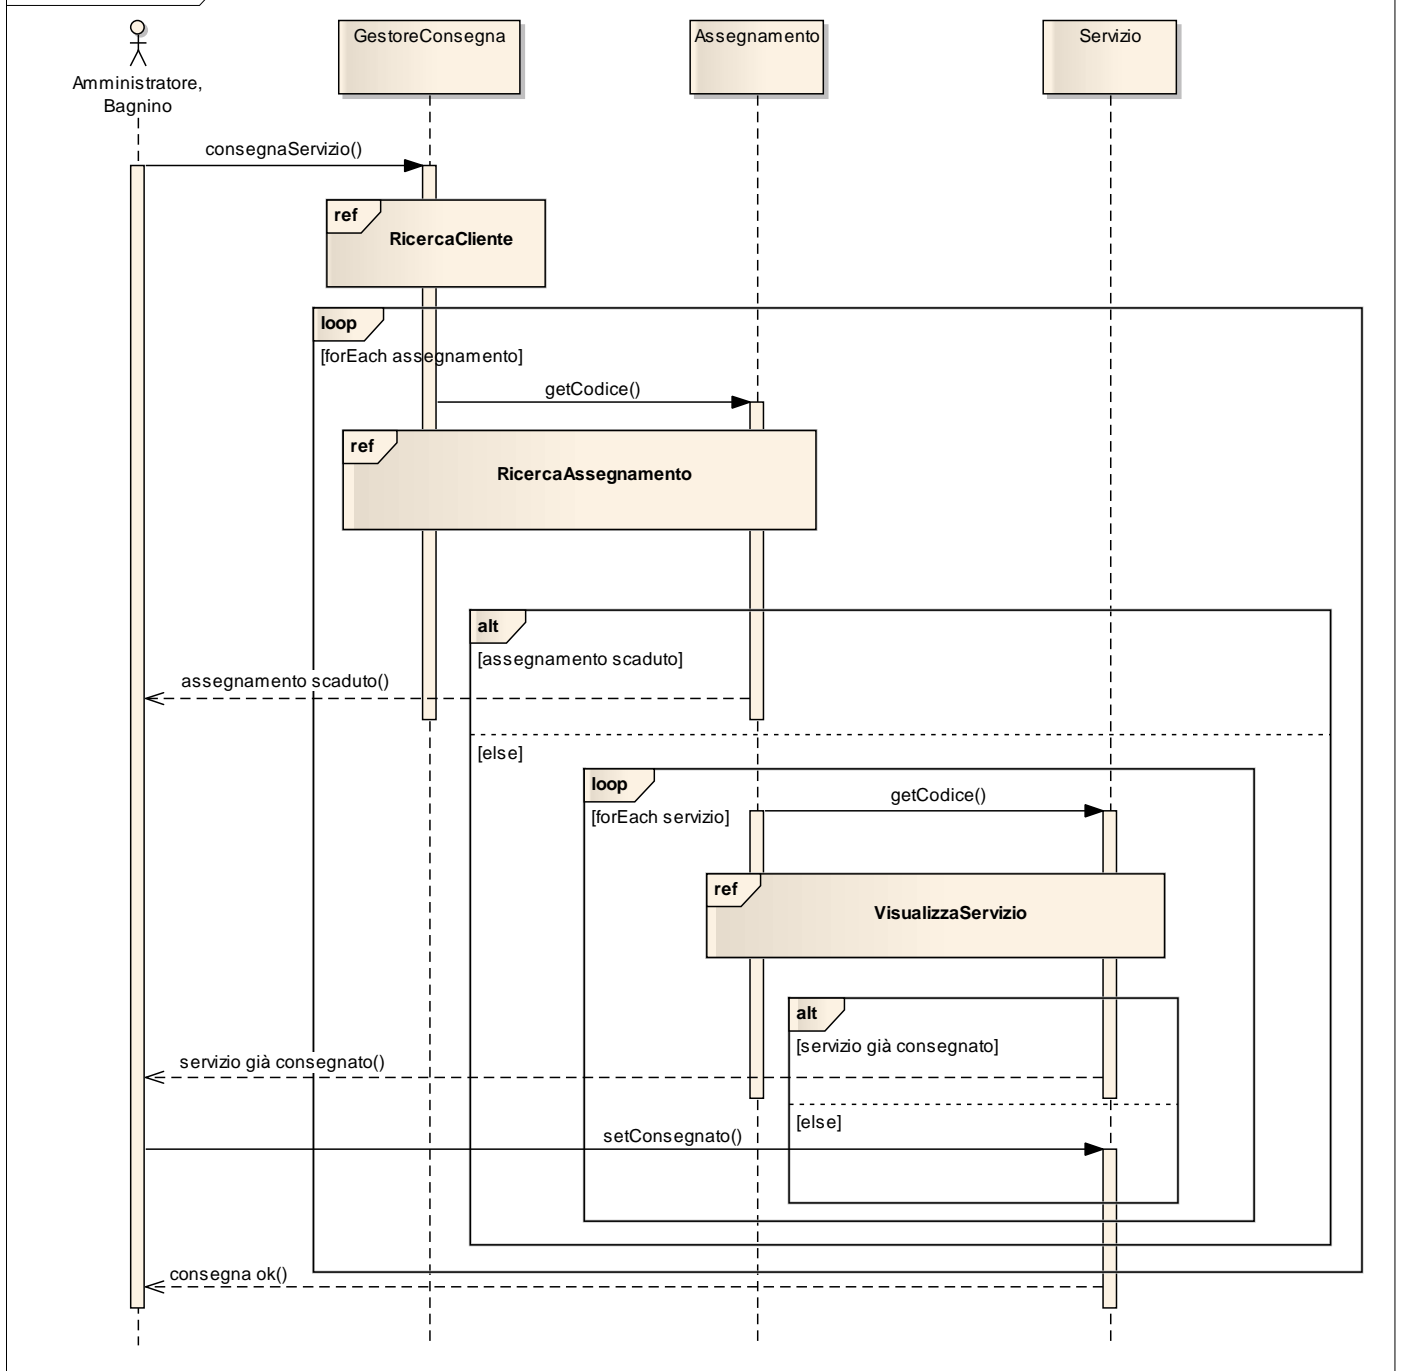 GestoreConsegna
Assegnamento
Servizio
Amministratore,
Bagnino
consegnaServizio()
ref
RicercaCliente
loop
[forEach assegnamento]
getCodice()
ref
RicercaAssegnamento
alt
[assegnamento scaduto]
assegnamento scaduto()
[else]
loop
getCodice()
[forEach servizio]
ref
VisualizzaServizio
alt
[servizio già consegnato]
servizio già consegnato()
[else]
setConsegnato()
consegna ok()